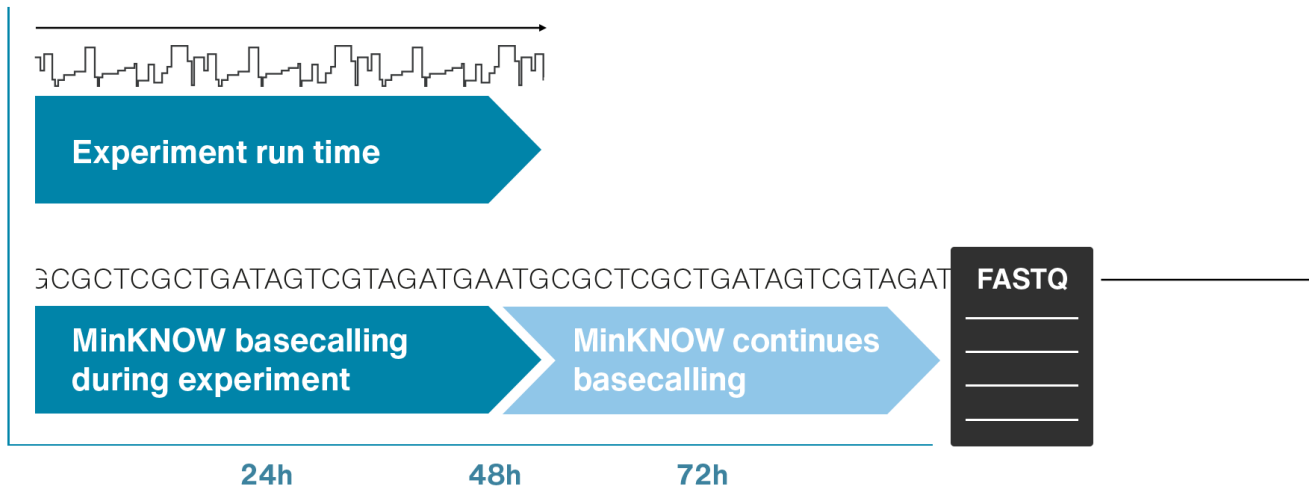 Experiment run time
GCGCTCGCTGATAGTCGTAGATGAATGCGCTCGCTGATAGTCGTAGAT
FASTQ
MinKNOW basecalling
during experiment
MinKNOW continues
basecalling
24h
48h
72h